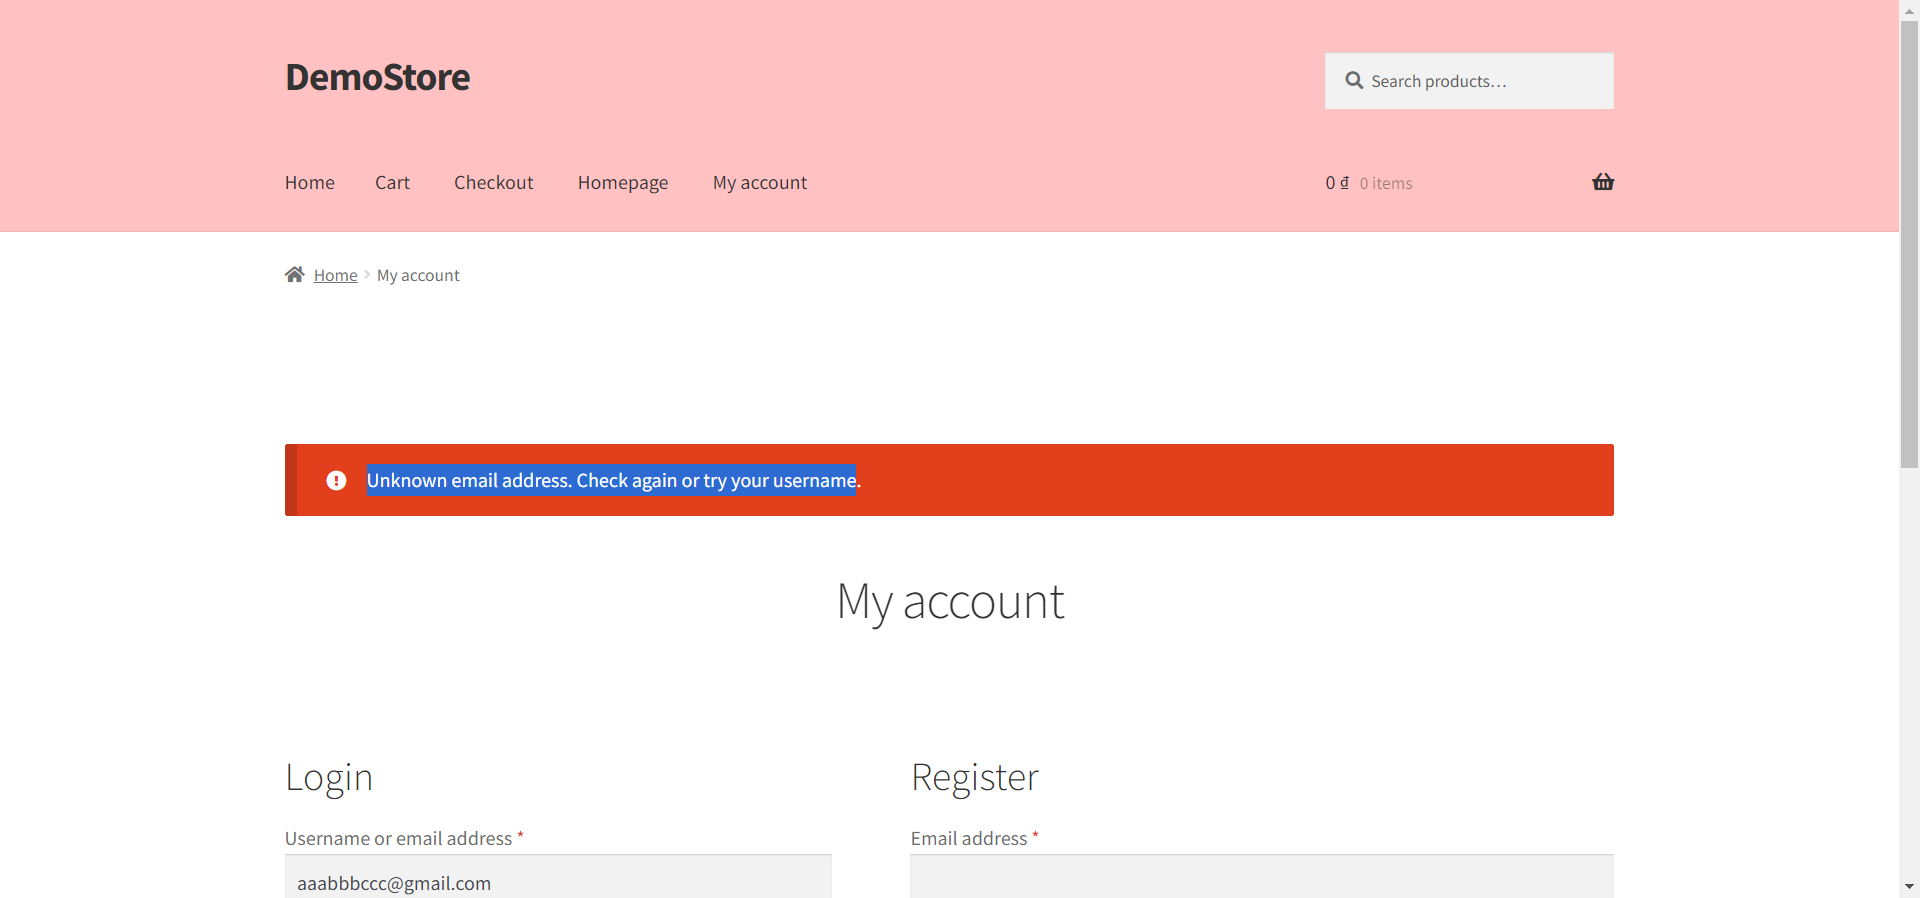 DemoStore
Search products…
Home Cart Checkout Homepage My account
0 ₫ 0 items
Home My account
Unknown email address. Check again or try your username.
My account
Login
Username or email address *
aaabbbccc@gmail.com
Register
Email address *